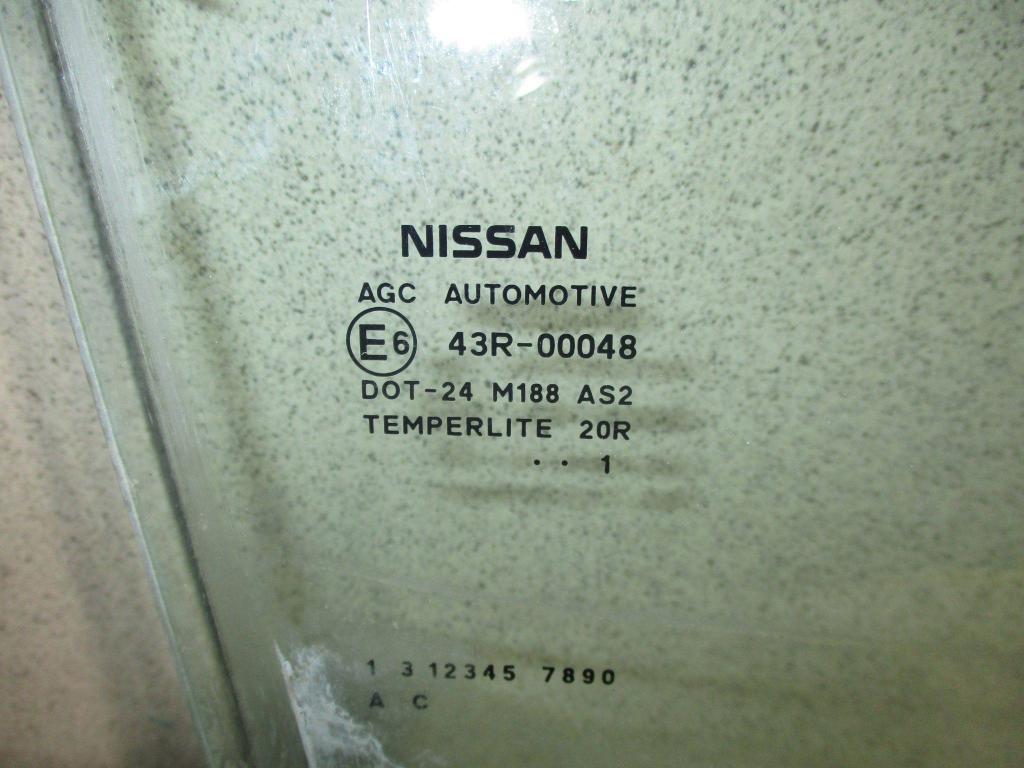 NISSAN
AGC AUTOMOTIVE
E6 43R-00048
DOT-24 M188 AS2
TEMPERLITE 20R
· · 1
1 3 12345 7890
A C